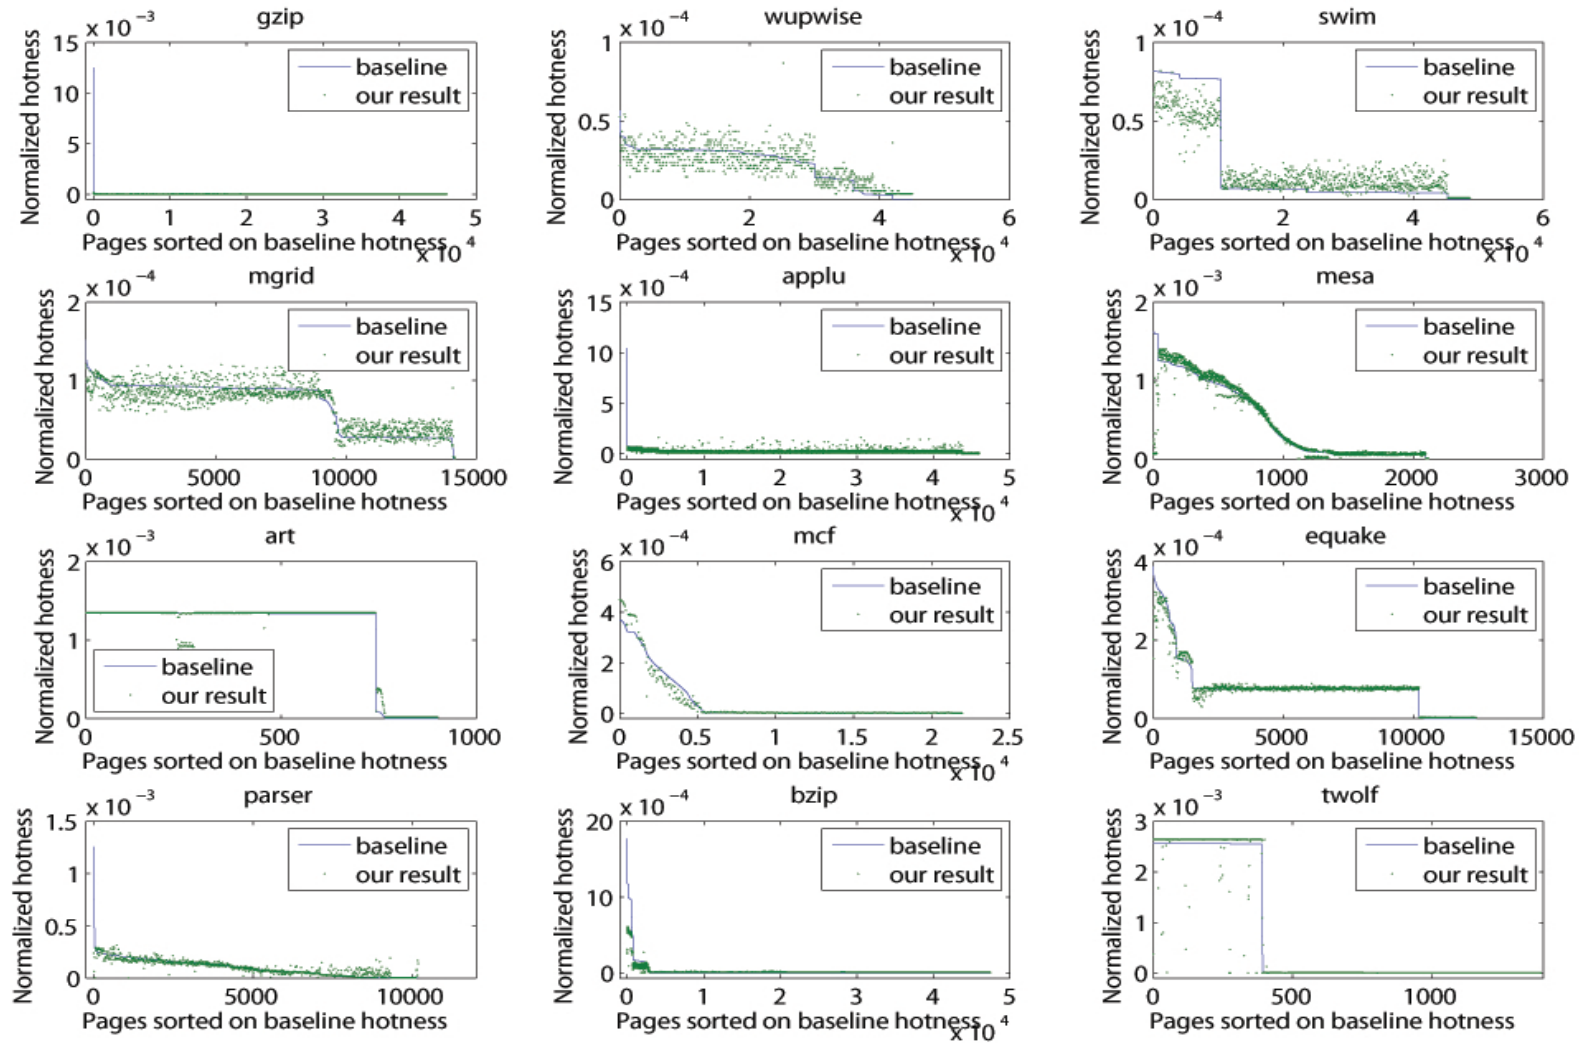 gzip
x 10 -3
15
10
5
0
Normalized hotness
baseline
our result
0 1 2 3 4 5
Pages sorted on baseline hotness
x 10 4
wupwise
x 10 -4
1
0.5
0
Normalized hotness
baseline
our result
0 2 4 6
Pages sorted on baseline hotness
x 10 4
swim
x 10 -4
1
0.5
0
Normalized hotness
baseline
our result
0 2 4 6
Pages sorted on baseline hotness
x 10 4
mgrid
x 10 -4
2
1
0
Normalized hotness
baseline
our result
0 5000 10000 15000
Pages sorted on baseline hotness
applu
x 10 -4
15
10
5
0
Normalized hotness
baseline
our result
0 1 2 3 4 5
Pages sorted on baseline hotness
x 10 4
mesa
x 10 -3
2
1
0
Normalized hotness
baseline
our result
0 1000 2000 3000
Pages sorted on baseline hotness
art
x 10 -3
2
1
0
Normalized hotness
baseline
our result
0 500 1000
Pages sorted on baseline hotness
mcf
x 10 -4
6
4
2
0
Normalized hotness
baseline
our result
0 0.5 1 1.5 2 2.5
Pages sorted on baseline hotness
x 10 4
equake
x 10 -4
4
2
0
Normalized hotness
baseline
our result
0 5000 10000 15000
Pages sorted on baseline hotness
parser
x 10 -3
1.5
1
0.5
0
Normalized hotness
baseline
our result
0 5000 10000
Pages sorted on baseline hotness
bzip
x 10 -4
20
10
0
Normalized hotness
baseline
our result
0 1 2 3 4 5
Pages sorted on baseline hotness
x 10 4
twolf
x 10 -3
3
2
1
0
Normalized hotness
baseline
our result
0 500 1000
Pages sorted on baseline hotness